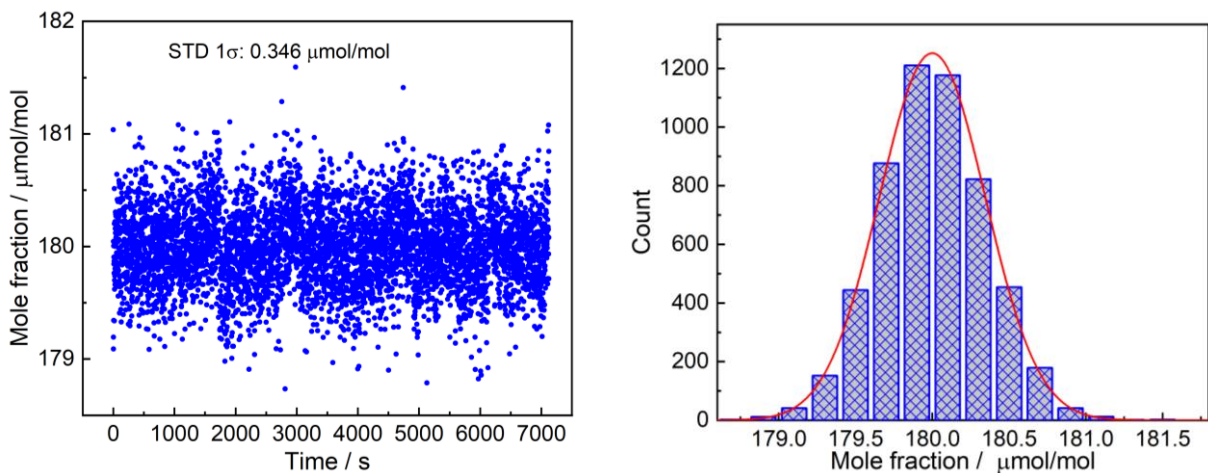 182
181
180
179
STD 1σ: 0.346 μmol/mol
Mole fraction / μmol/mol
0 1000 2000 3000 4000 5000 6000 7000
Time / s
1200
1000
800
600
400
200
0
Count
179.0 179.5 180.0 180.5 181.0 181.5
Mole fraction / μmol/mol